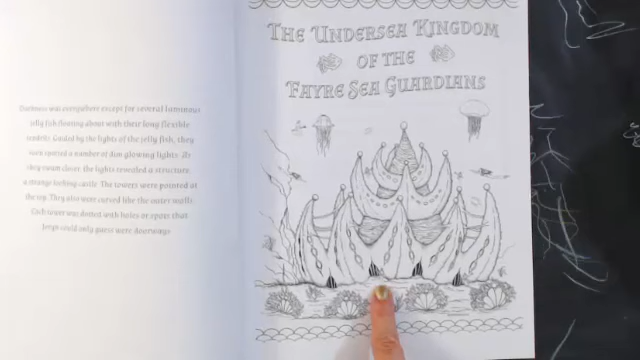 Darkness was everywhere except for several luminous
jelly fish floating about with these long flexible
tendrils. Guided by the lights of the jelly fish, they
soon spotted a number of dim glowing lights. As
they swam closer, the lights revealed a structure
a strange looking castle. The towers were pointed at
the top. They also were curved like the outer walls.
Each tower was dotted with holes or spots that
Jorja could only guess were doorways
The Undersea Kingdom
of the
Fayre Sea Guardians